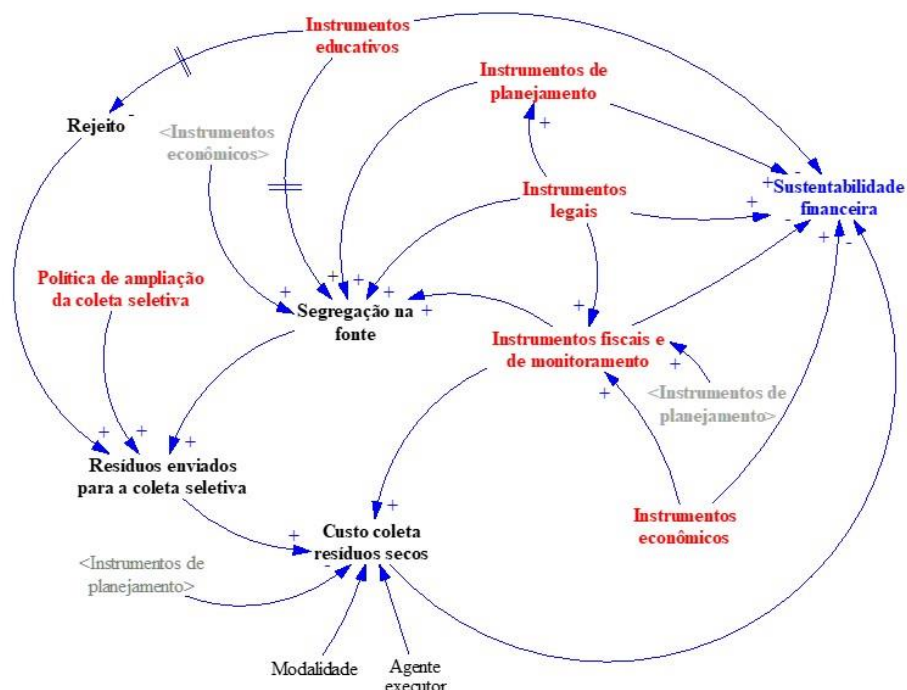 Instrumentos
educativos
Instrumentos de
planejamento
Rejeito
-
<Instrumentos
econômicos>
+
Instrumentos
legais
-
+
-
Sustentabilidade
financeira
+
+
-
Política de ampliação
da coleta seletiva
+
+
+
+
+
Segregação na
fonte
+
Instrumentos fiscais e
de monitoramento
+
+
<Instrumentos de
planejamento>
+
+
+
Resíduos enviados
para a coleta seletiva
+
Instrumentos
econômicos
+
Custo coleta
resíduos secos
<Instrumentos de
planejamento>
-
Modalidade
Agente
executor